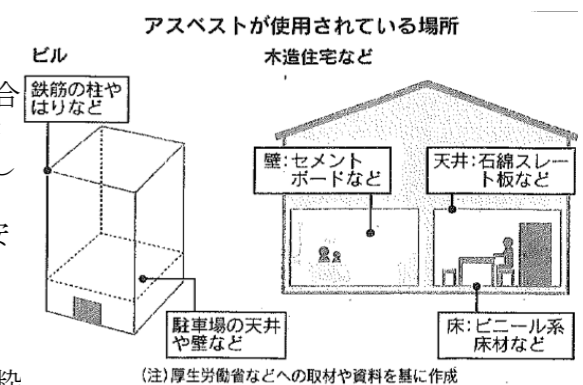 アスベストが使用されている場所
ビル
木造住宅など
合
鉄筋の柱や
はりなど
壁:セメント
ボードなど
天井:石綿スレー
ト板など
し
駐車場の天井
や壁など
床:ビニール系
床材など
(注)厚生労働省などへの取材や資料を基に作成